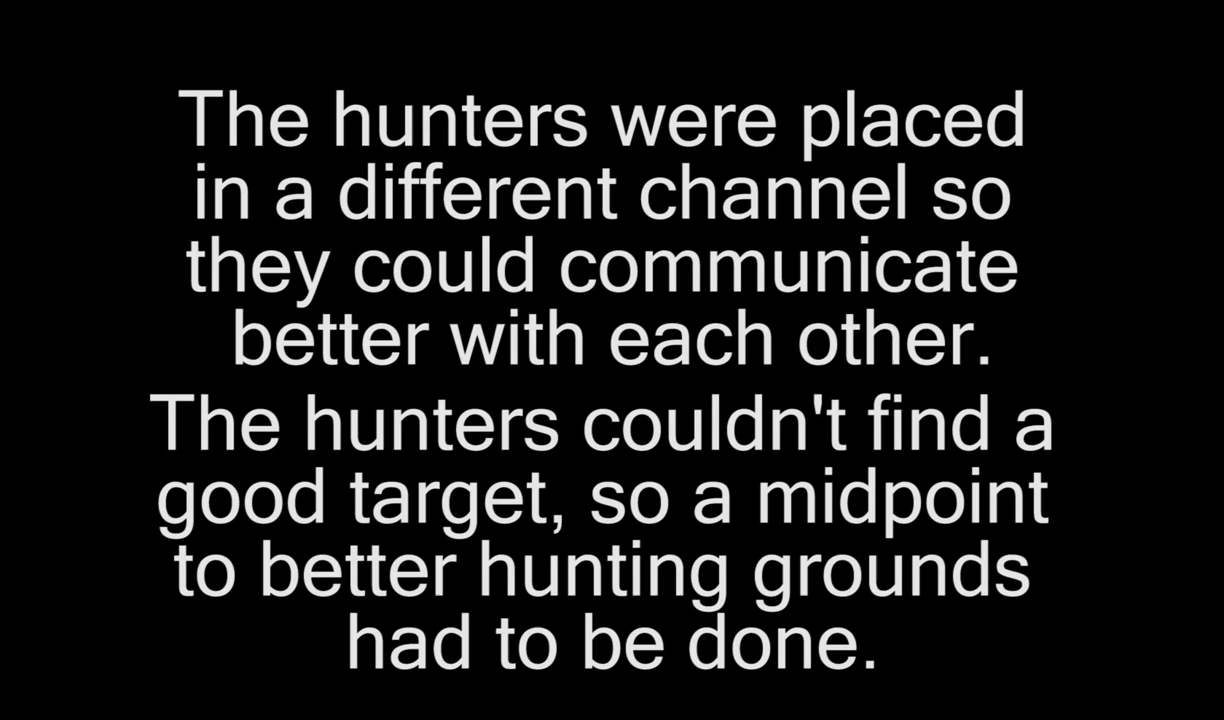 The hunters were placed
in a different channel so
they could communicate
better with each other.
The hunters couldn't find a
good target, so a midpoint
to better hunting grounds
had to be done.